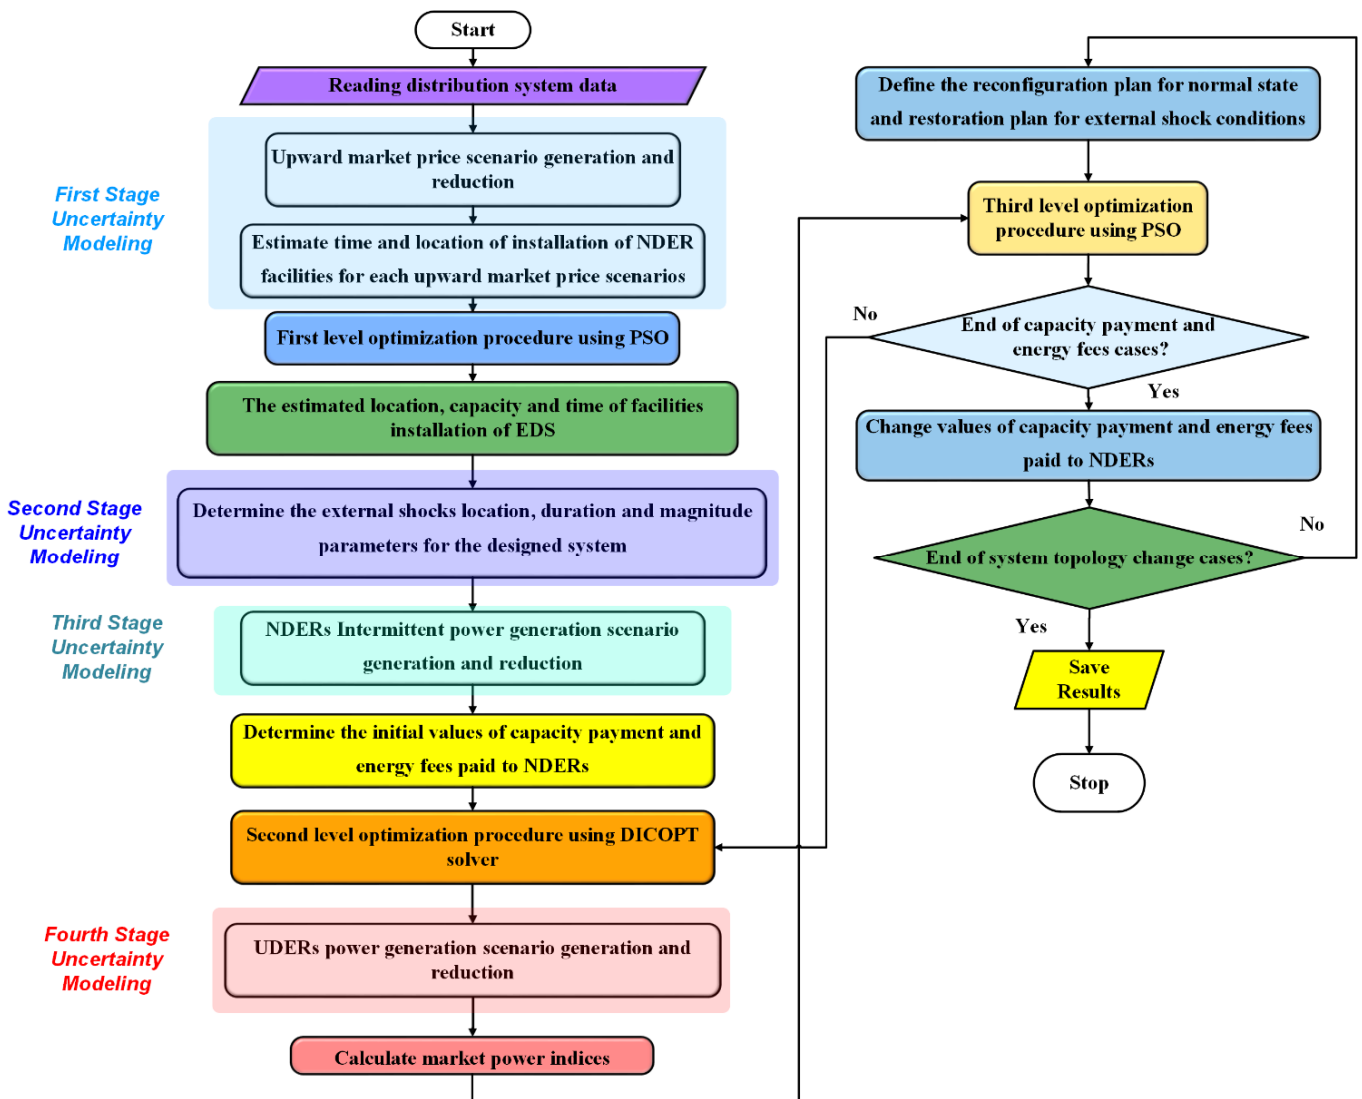 Start
Reading distribution system data
First Stage
Uncertainty
Modeling
Upward market price scenario generation and
reduction
Estimate time and location of installation of NDER
facilities for each upward market price scenarios
First level optimization procedure using PSO
The estimated location, capacity and time of facilities
installation of EDS
Second Stage
Uncertainty
Modeling
Determine the external shocks location, duration and magnitude
parameters for the designed system
Third Stage
Uncertainty
Modeling
NDERs Intermittent power generation scenario
generation and reduction
Determine the initial values of capacity payment and
energy fees paid to NDERs
Second level optimization procedure using DICOPT
solver
Fourth Stage
Uncertainty
Modeling
UDERs power generation scenario generation and
reduction
Calculate market power indices
Define the reconfiguration plan for normal state
and restoration plan for external shock conditions
Third level optimization
procedure using PSO
No
End of capacity payment and
energy fees cases?
Yes
Change values of capacity payment and energy fees
paid to NDERs
No
End of system topology change cases?
Yes
Save
Results
Stop